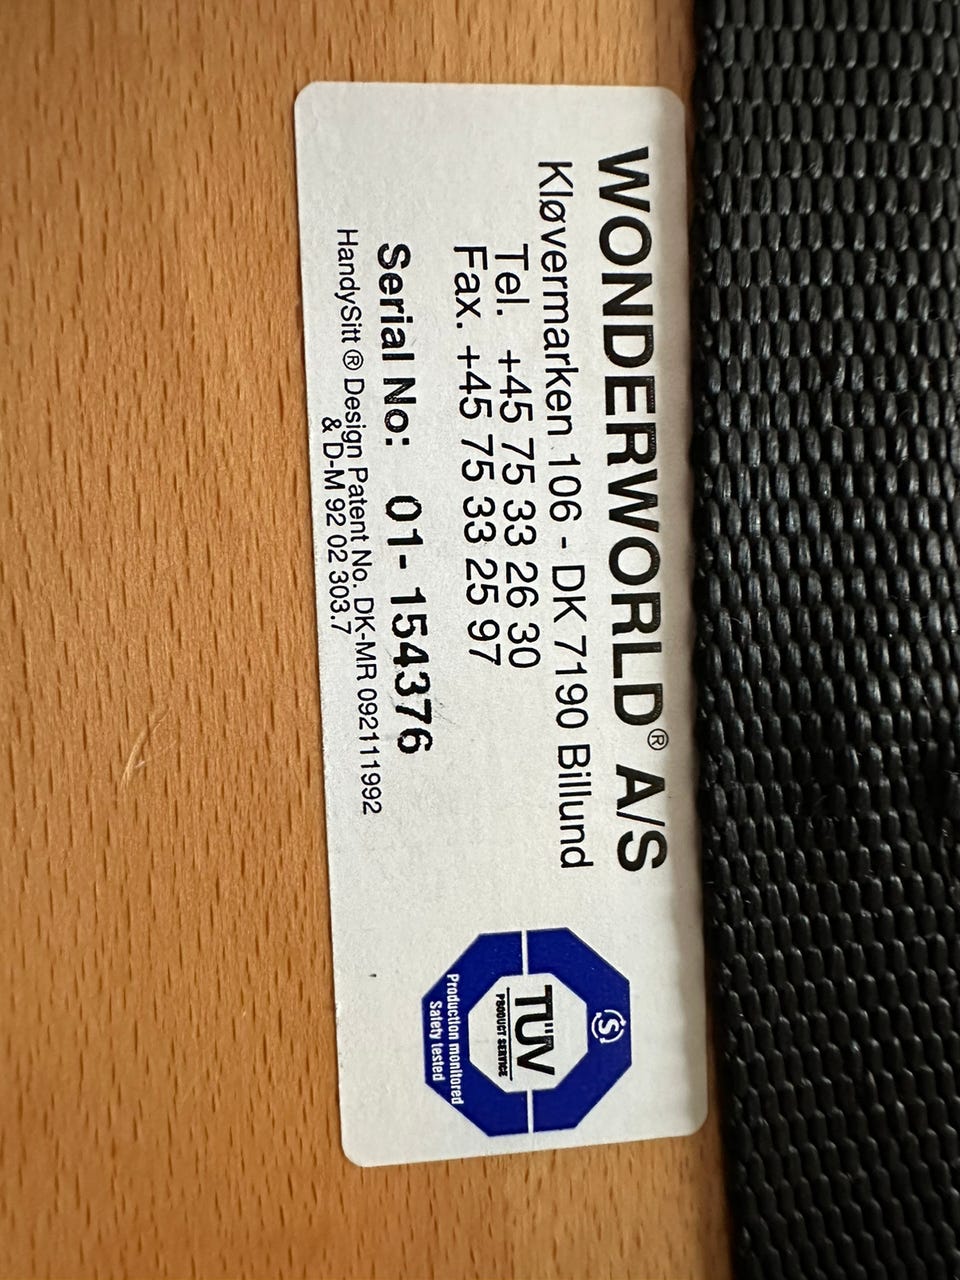 WONDERWORLD® A/S
Kløvermarken 106 - DK 7190 Billund
Tel. +45 75 33 26 30
Fax. +45 75 33 25 97
Serial No: 01-154376
HandySitt ® Design Patent No. DK-MR 092111992
& D-M 92 02 303.7
S
TÜV
PRODUCT SERVICE
Production monitored
Safety tested